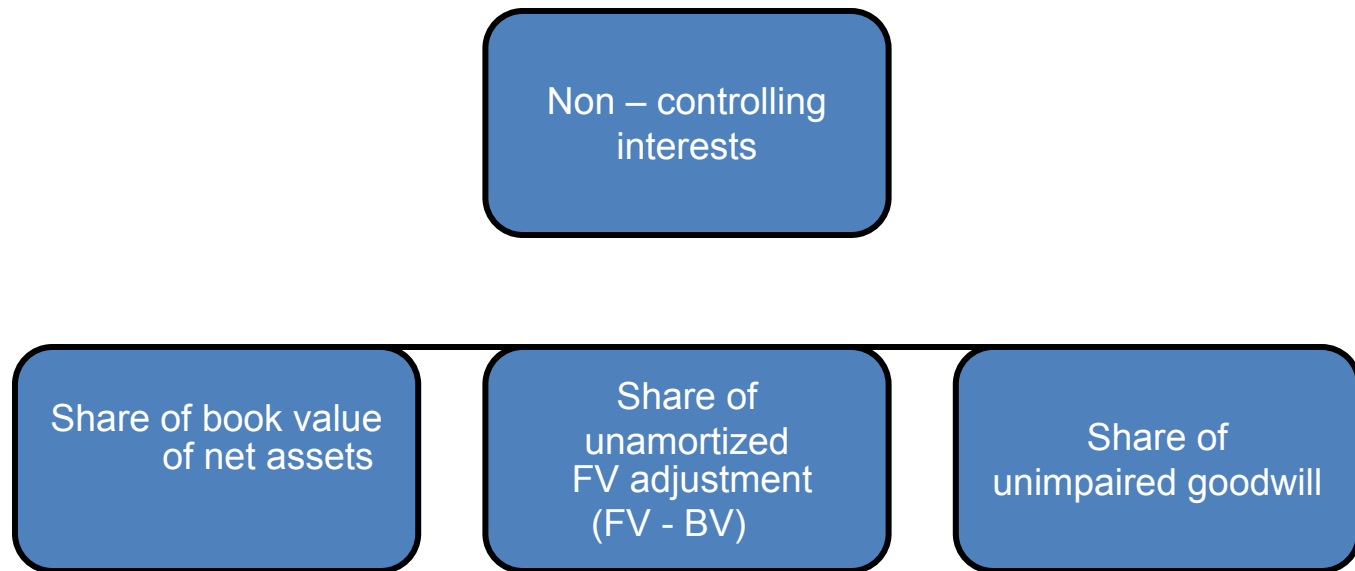 Non – controlling
interests
Share of book value
of net assets
Share of
unamortized
FV adjustment
(FV - BV)
Share of
unimpaired goodwill